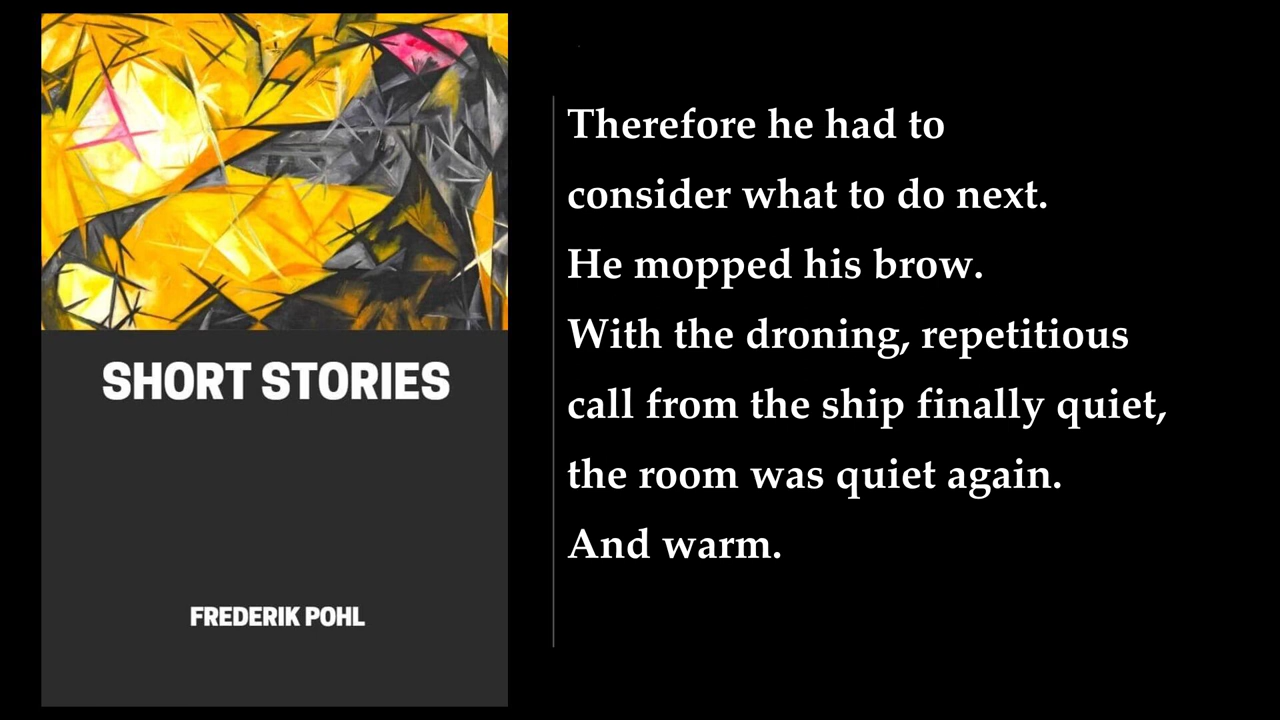 SHORT STORIES
FREDERIK POHL
Therefore he had to
consider what to do next.
He mopped his brow.
With the droning, repetitious
call from the ship finally quiet,
the room was quiet again.
And warm.